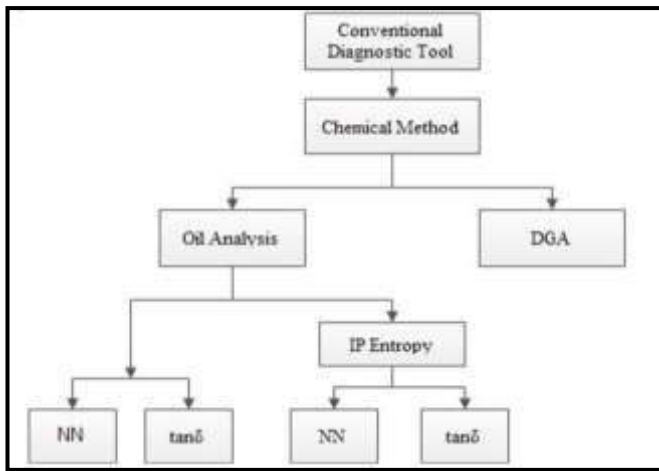 Conventional
Diagnostic Tool
Chemical Method
Oil Analysis
DGA
IP Entropy
NN
tanδ
NN
tanδ